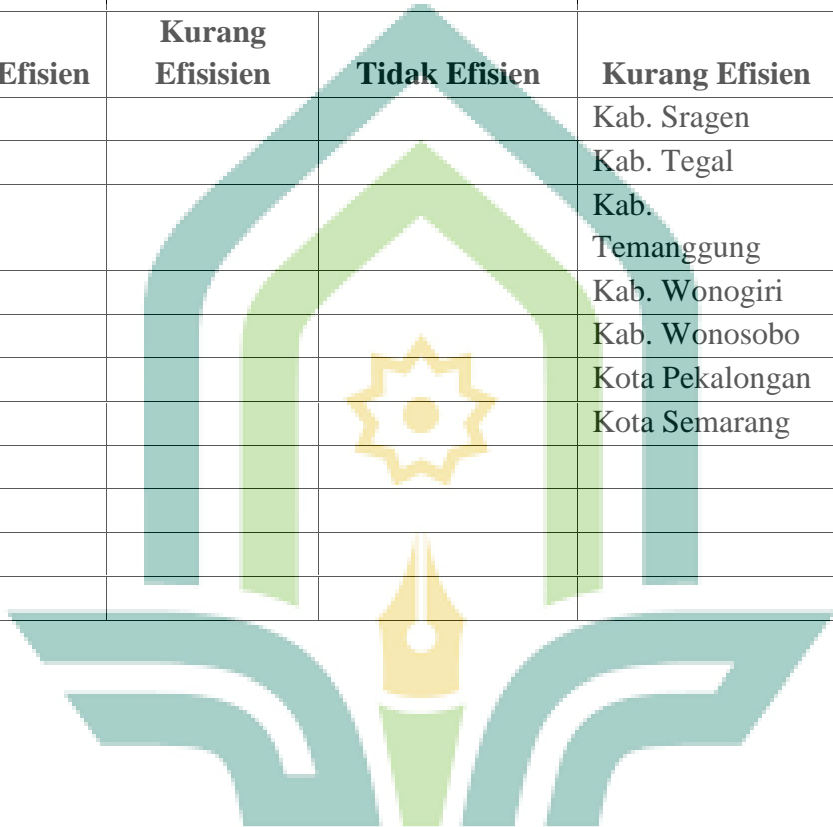 Efisien
Kurang
Efisisien
Tidak Efisien
Kurang Efisien
Kab. Sragen
Kab. Tegal
Kab.
Temanggung
Kab. Wonogiri
Kab. Wonosobo
Kota Pekalongan
Kota Semarang